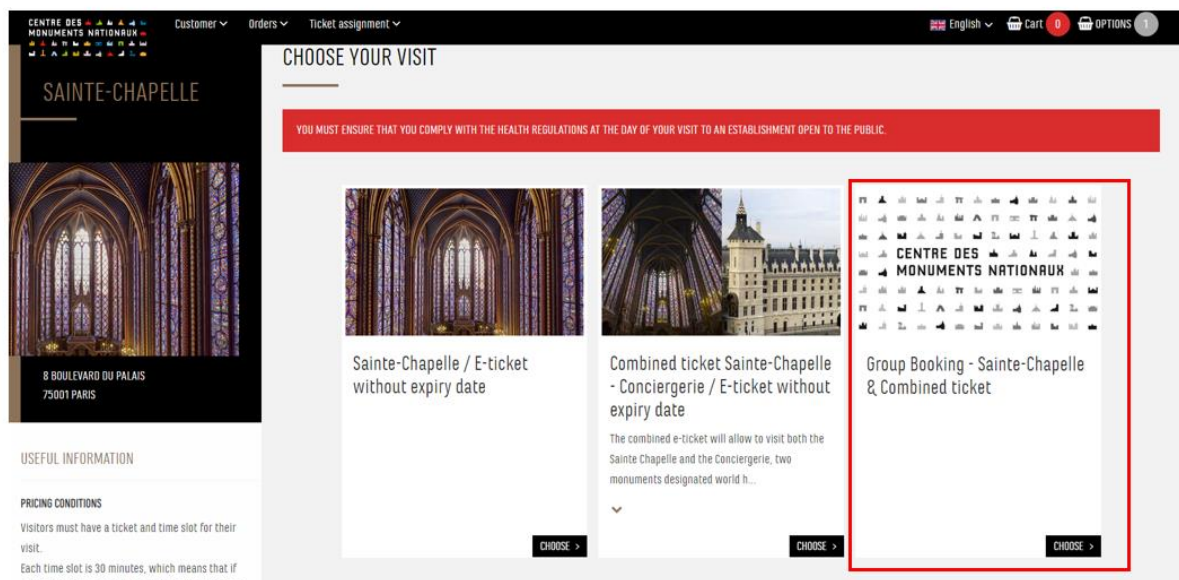 CENTRE DES
MONUMENTS NATIONAUX
Customer
Orders
Ticket assignment
English
Cart 0
OPTIONS 1
SAINTE-CHAPELLE
8 BOULEVARD DU PALAIS
75001 PARIS
USEFUL INFORMATION
PRICING CONDITIONS
Visitors must have a ticket and time slot for their
visit.
Each time slot is 30 minutes, which means that if
CHOOSE YOUR VISIT
YOU MUST ENSURE THAT YOU COMPLY WITH THE HEALTH REGULATIONS AT THE DAY OF YOUR VISIT TO AN ESTABLISHMENT OPEN TO THE PUBLIC.
Sainte-Chapelle / E-ticket
without expiry date
CHOOSE >
Combined ticket Sainte-Chapelle
- Conciergerie / E-ticket without
expiry date
The combined e-ticket will allow to visit both the
Sainte Chapelle and the Conciergerie, two
monuments designated world h...
CHOOSE >
CENTRE DES
MONUMENTS NATIONAUX
Group Booking - Sainte-Chapelle
& Combined ticket
CHOOSE >